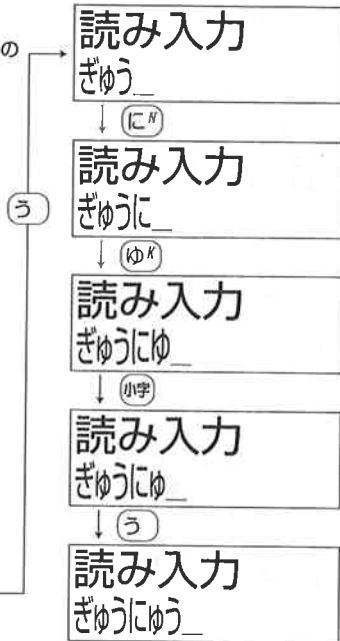 の
読み入力
ぎゅう_
にN
う
読み入力
ぎゅうに_
ゆK
読み入力
ぎゅうにゆ_
小字
読み入力
ぎゅうにゅ_
う
読み入力
ぎゅうにゅう_